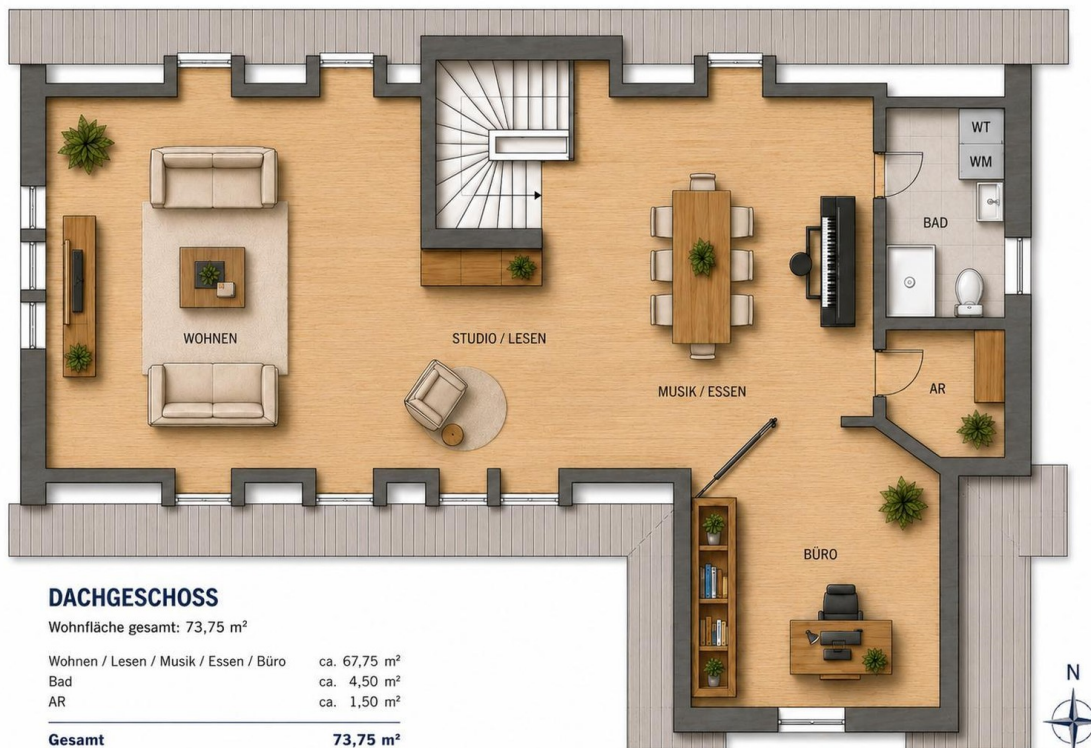 WT
WM
BAD
WOHNEN
STUDIO / LESEN
MUSIK / ESSEN
AR
BÜRO
DACHGESCHOSS
Wohnfläche gesamt: 73,75 m²
Wohnen / Lesen / Musik / Essen / Büro ca. 67,75 m²
Bad ca. 4,50 m²
AR ca. 1,50 m²
Gesamt 73,75 m²
N